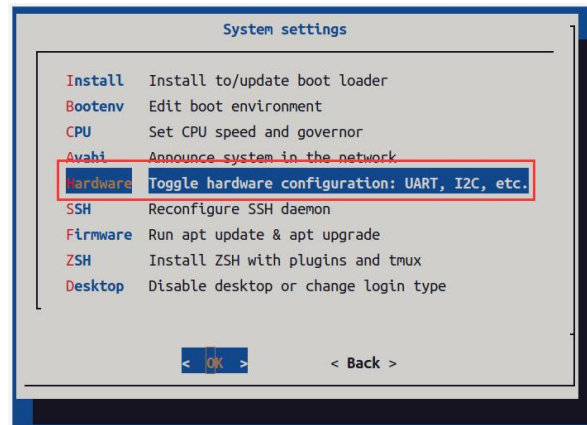 System settings
Install Install to/update boot loader
Bootenv Edit boot environment
CPU Set CPU speed and governor
Avahi Announce system in the network
Hardware Toggle hardware configuration: UART, I2C, etc.
SSH Reconfigure SSH daemon
Firmware Run apt update & apt upgrade
ZSH Install ZSH with plugins and tmux
Desktop Disable desktop or change login type
< OK > < Back >